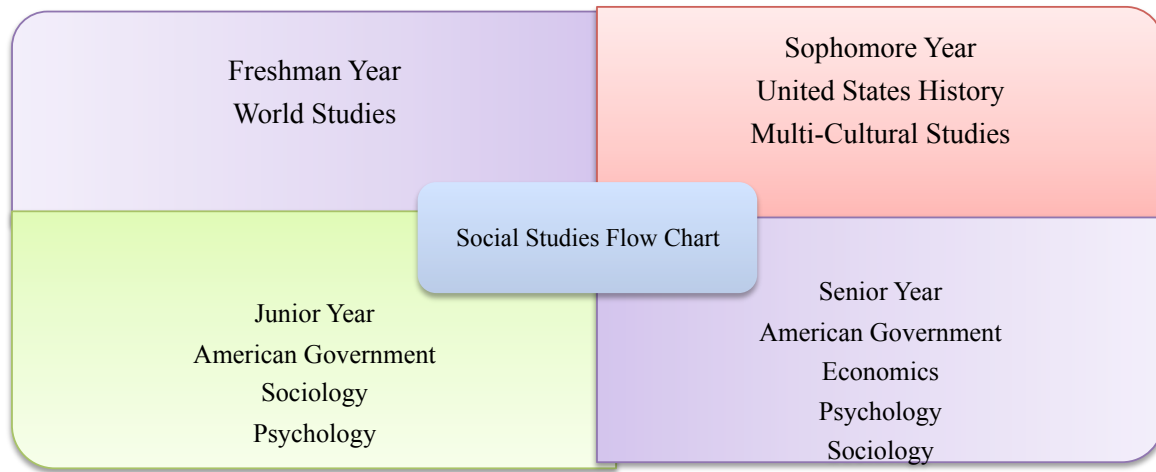 Freshman Year
World Studies
Sophomore Year
United States History
Multi-Cultural Studies
Social Studies Flow Chart
Junior Year
American Government
Sociology
Psychology
Senior Year
American Government
Economics
Psychology
Sociology